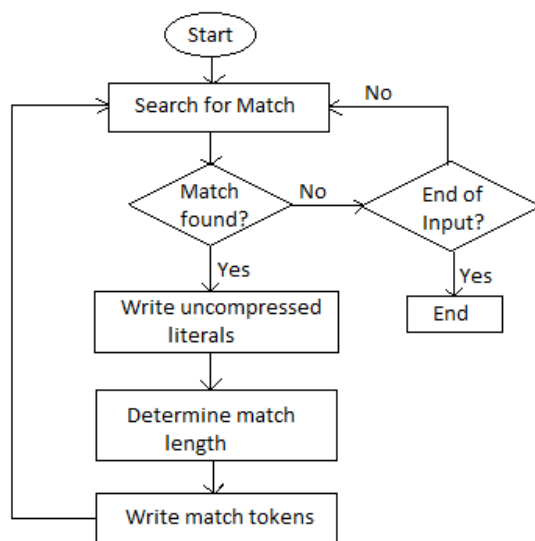 Start
Search for Match
No
Match
found?
No
End of
Input?
Yes
Yes
Write uncompressed
literals
End
Determine match
length
Write match tokens